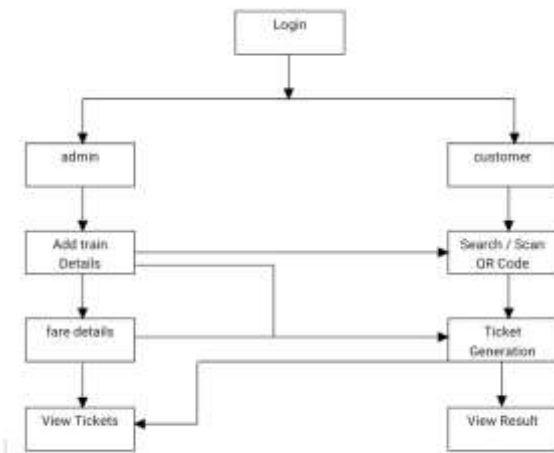 Login
admin
customer
Add train
Details
Search / Scan
QR Code
fare details
Ticket
Generation
View Tickets
View Result